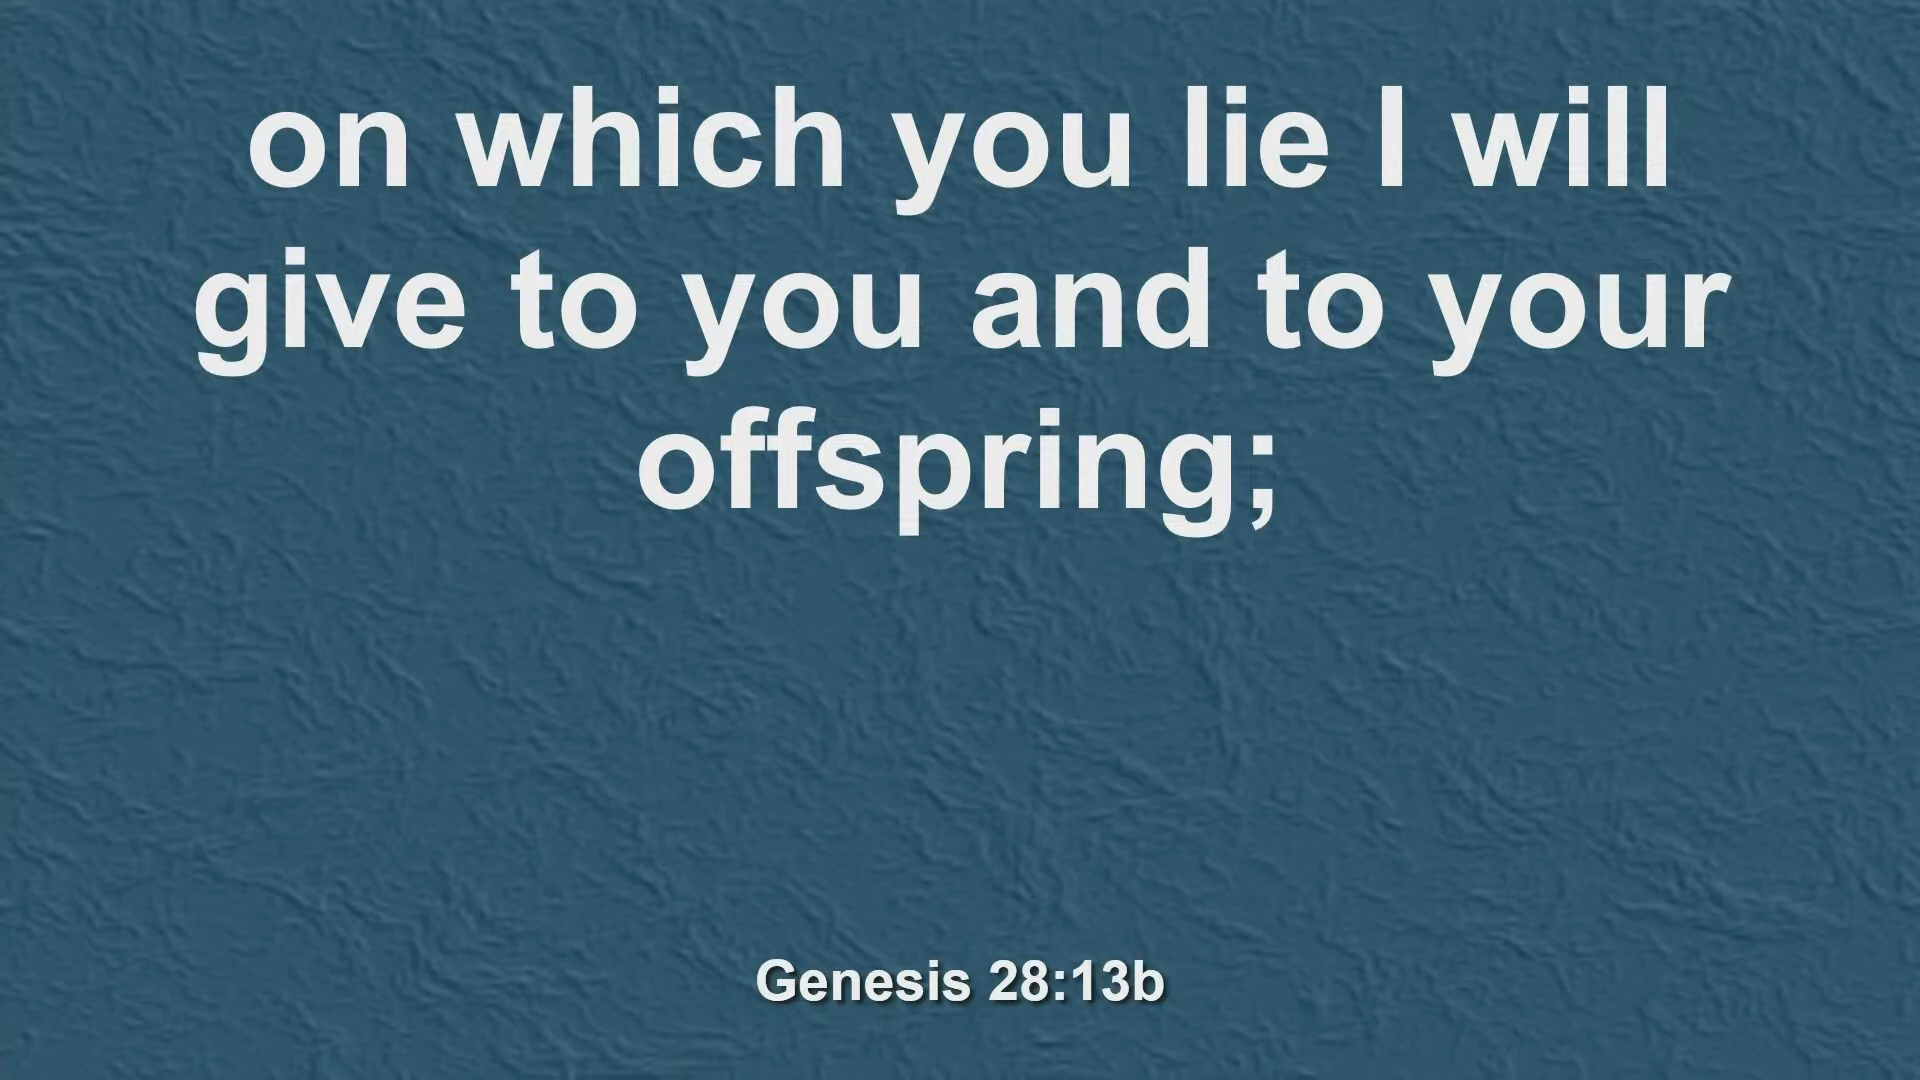 on which you lie I will
give to you and to your
offspring;
Genesis 28:13b